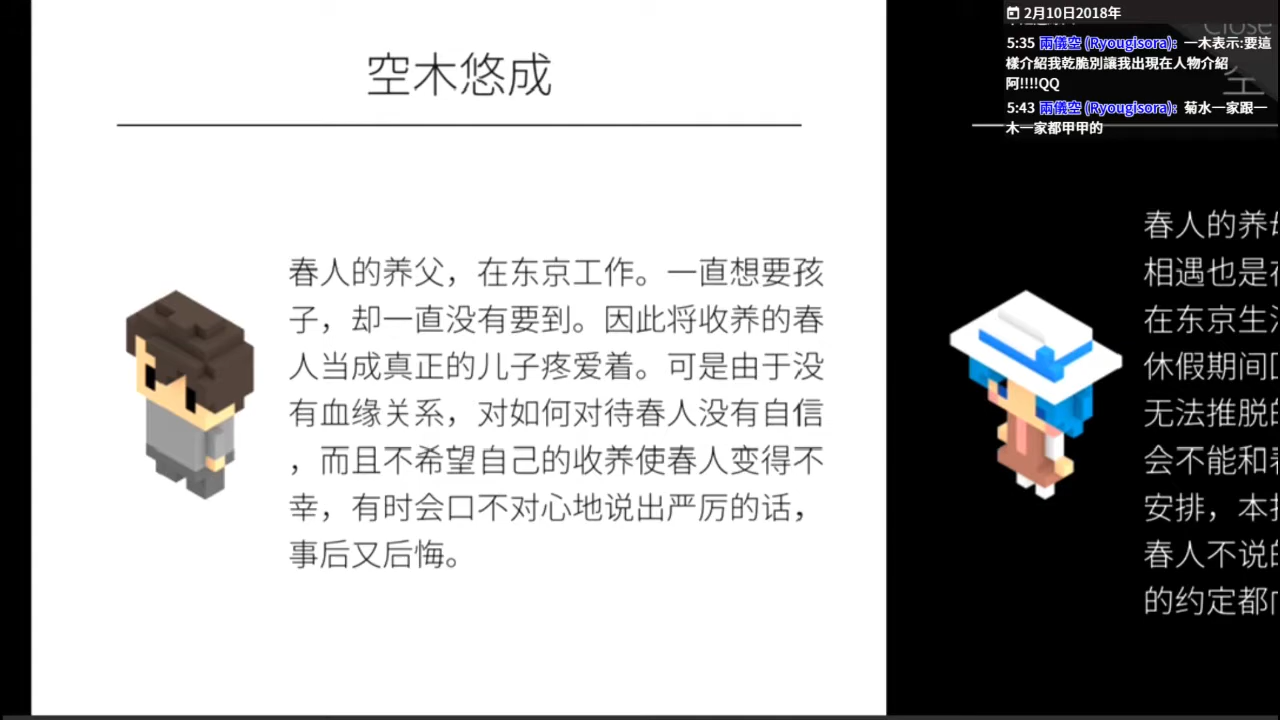 空木悠成
春人的养父，在东京工作。一直想要孩
子，却一直没有要到。因此将收养的春
人当成真正的儿子疼爱着。可是由于没
有血缘关系，对如何对待春人没有自信
，而且不希望自己的收养使春人变得不
幸，有时会口不对心地说出严厉的话，
事后又后悔。
2月10日2018年
Close
5:35 兩儀空 (Ryougisora): 一木表示:要這
樣介紹我乾脆別讓我出現在人物介紹
阿!!!!QQ
5:43 兩儀空 (Ryougisora): 菊水一家跟一
木一家都甲甲的
空
春人的养
相遇也是
在东京生
休假期间
无法推脱
会不能和
安排，本
春人不说
的约定都